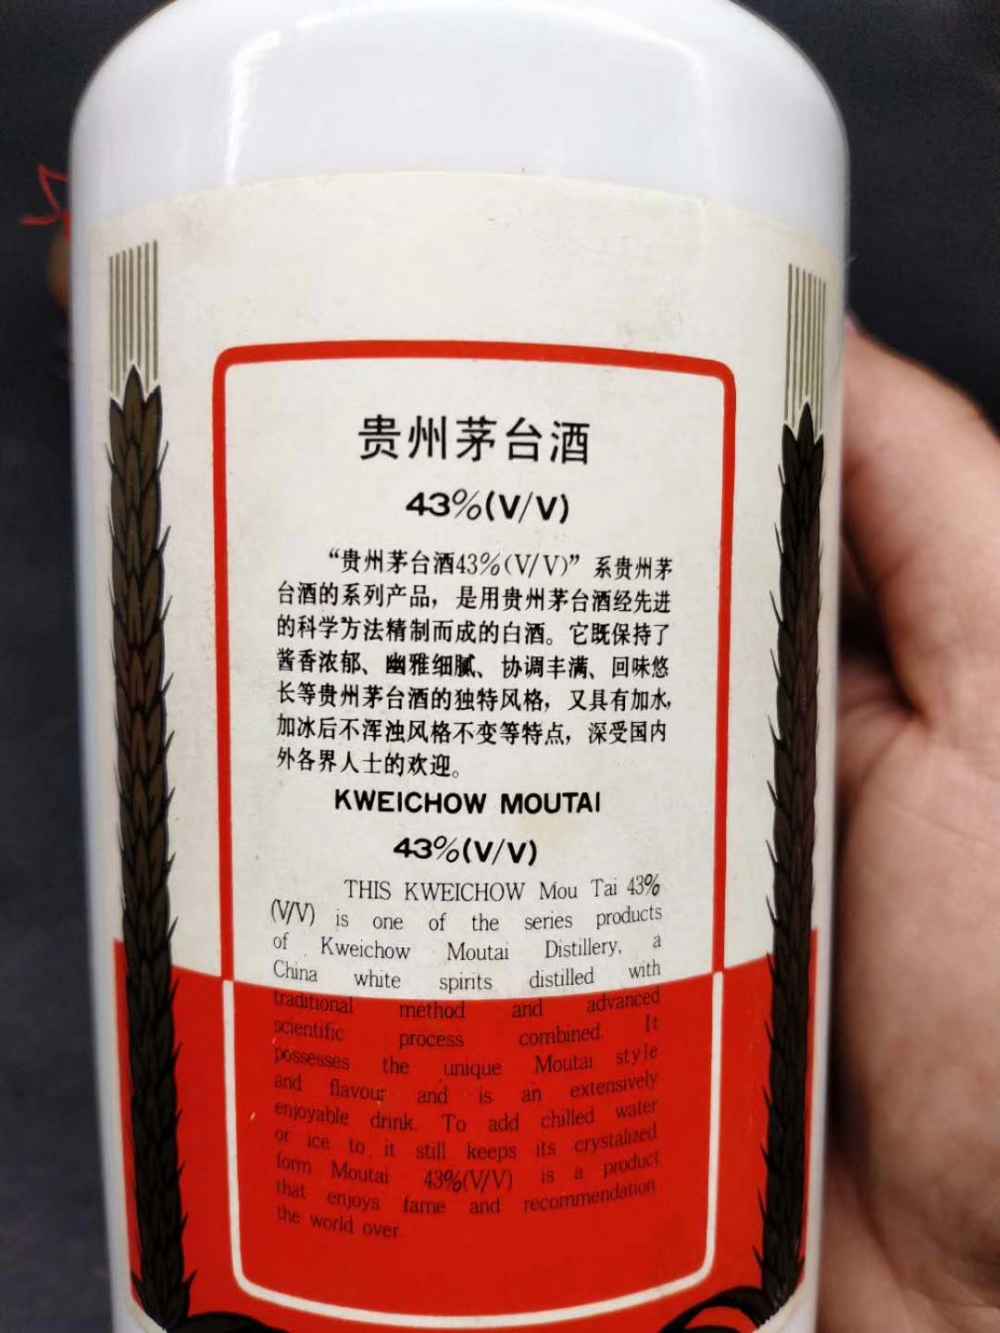 贵州茅台酒
43%(V/V)
“贵州茅台酒43%(V/V)”系贵州茅
台酒的系列产品，是用贵州茅台酒经先进
的科学方法精制而成的白酒。它既保持了
酱香浓郁、幽雅细腻、协调丰满、回味悠
长等贵州茅台酒的独特风格，又具有加水，
加冰后不浑浊风格不变等特点，深受国内
外各界人士的欢迎。
KWEICHOW MOUTAI
43%(V/V)
THIS KWEICHOW Mou Tai 43%
(V/V) is one of the series products
of Kweichow Moutai Distillery, a
China white spirits distilled with
traditional method and advanced
scientific process combined. It
possesses the unique Moutai style
and flavour and is an extensively
enjoyable drink. To add chilled water
or ice to it still keeps its crystalized
form Moutai 43%(V/V) is a product
that enjoys fame and recommendation
the world over.